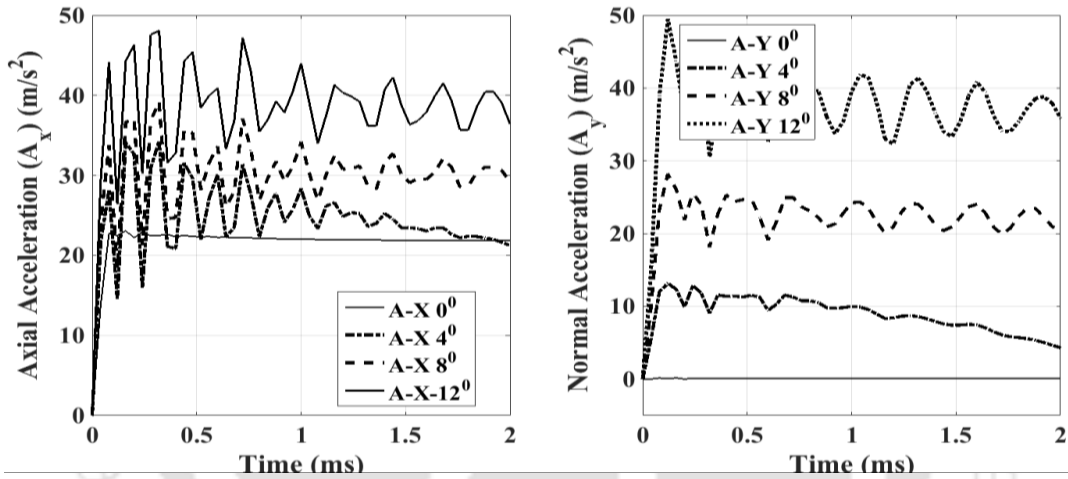 Axial Acceleration (Aₓ) (m/s²)
50
40
30
20
10
0
0
0.5
1
1.5
2
Time (ms)
A-X 0⁰
A-X 4⁰
A-X 8⁰
A-X-12⁰
Normal Acceleration (A_y) (m/s²)
50
40
30
20
10
0
0
0.5
1
1.5
2
Time (ms)
A-Y 0⁰
A-Y 4⁰
A-Y 8⁰
A-Y 12⁰